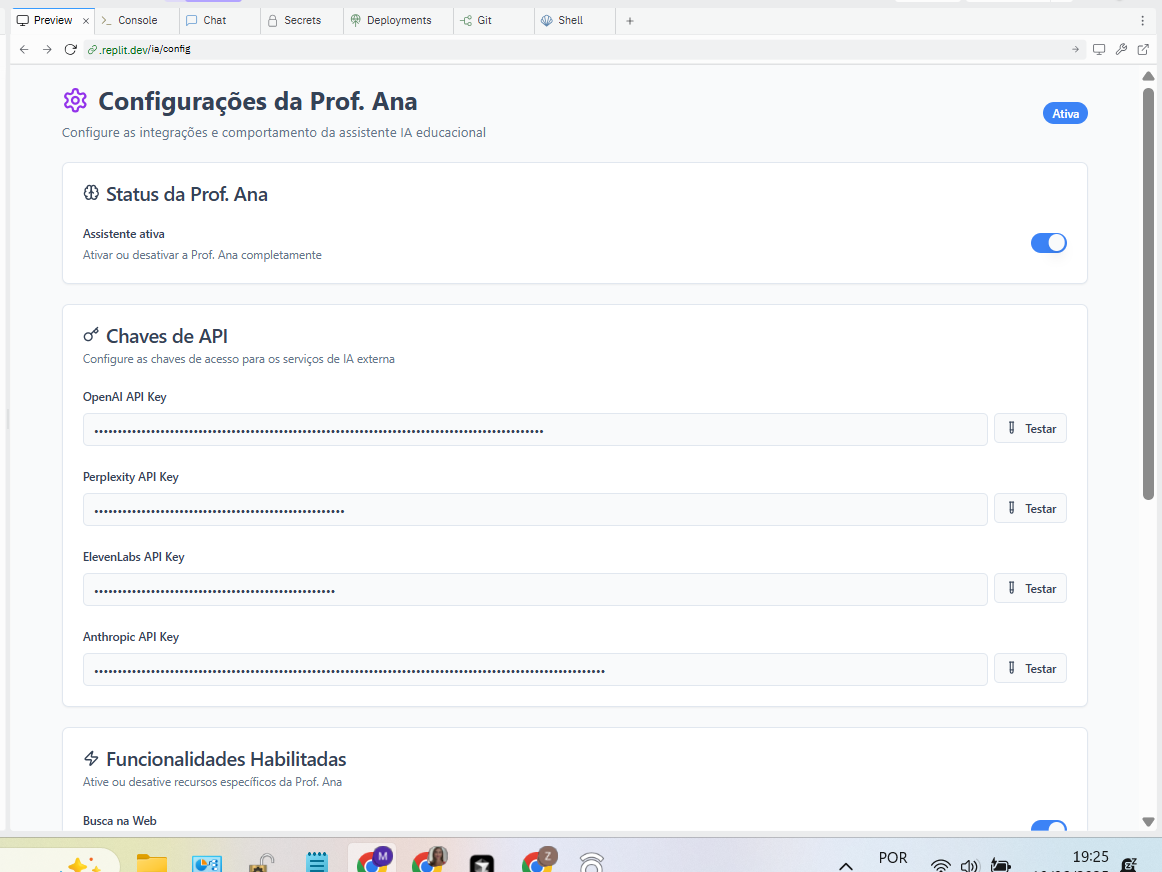 Preview
Console
Chat
Secrets
Deployments
Git
Shell
.replit.dev/ia/config
Configurações da Prof. Ana
Configure as integrações e comportamento da assistente IA educacional
Ativa
Status da Prof. Ana
Assistente ativa
Ativar ou desativar a Prof. Ana completamente
Chaves de API
Configure as chaves de acesso para os serviços de IA externa
OpenAI API Key
Testar
Perplexity API Key
Testar
ElevenLabs API Key
Testar
Anthropic API Key
Testar
Funcionalidades Habilitadas
Ative ou desative recursos específicos da Prof. Ana
Busca na Web
M
Z
POR
19:25